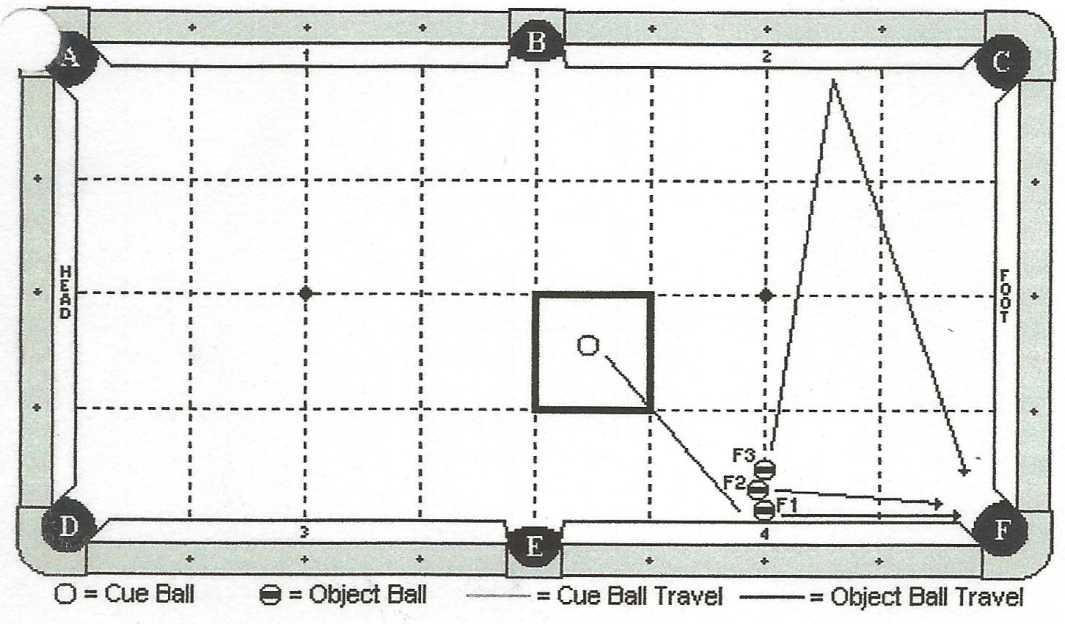 A
B
C
1
2
HEAD
FOOT
F3
F2
F1
D
E
F
3
4
= Cue Ball
= Object Ball
= Cue Ball Travel
= Object Ball Travel